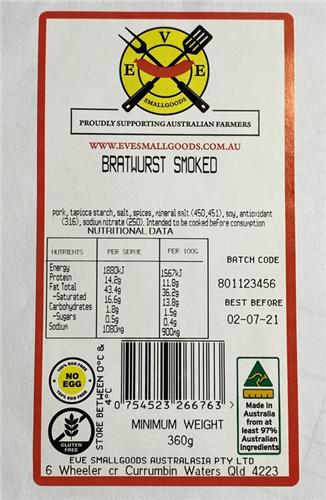 V
E E
SMALLGOODS
PROUDLY SUPPORTING AUSTRALIAN FARMERS
WWW.EVESMALLGOODS.COM.AU
BRATWURST SMOKED
pork, tapioca starch, salt, spices, mineral salt (450,451), soy, antioxidant
(316), sodium nitrate (250). Intended to be cooked before consumption
NUTRITIONAL DATA
NUTRIENTS PER SERVE PER 100G
Energy 1880kJ 1567kJ
Protein 14.2g 11.8g
Fat Total 43.4g 36.2g
-Saturated 16.6g 13.8g
Carbohydrates 1.8g 1.5g
-Sugars 0.5g 0.4g
Sodium 1080mg 900mg
BATCH CODE
801123456
BEST BEFORE
02-07-21
100% EGG FREE
NO
EGG
100% EGG FREE
GLUTEN
FREE
STORE BETWEEN 0°C &
4°C
0 754523 266763 >
MINIMUM WEIGHT
360g
Made in
Australia
from at
least 97%
Australian
ingredients
EVE SMALLGOODS AUSTRALASIA PTY LTD
6 Wheeler cr Currumbin Waters Qld 4223